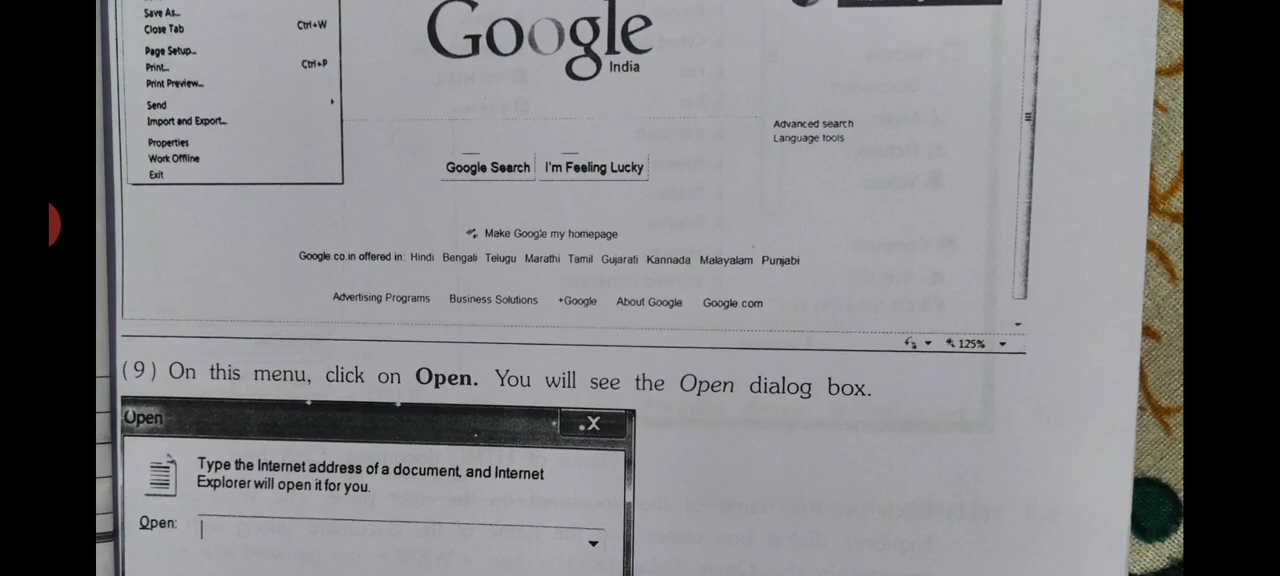 Save As...
Close Tab Ctrl+W
Page Setup...
Print... Ctrl+P
Print Preview...
Send
Import and Export...
Properties
Work Offline
Exit
Google
India
Advanced search
Language tools
Google Search I'm Feeling Lucky
Make Google my homepage
Google.co.in offered in: Hindi Bengali Telugu Marathi Tamil Gujarati Kannada Malayalam Punjabi
Advertising Programs Business Solutions +Google About Google Google.com
125%
(9) On this menu, click on Open. You will see the Open dialog box.
Open
X
Type the Internet address of a document, and Internet
Explorer will open it for you.
Open: